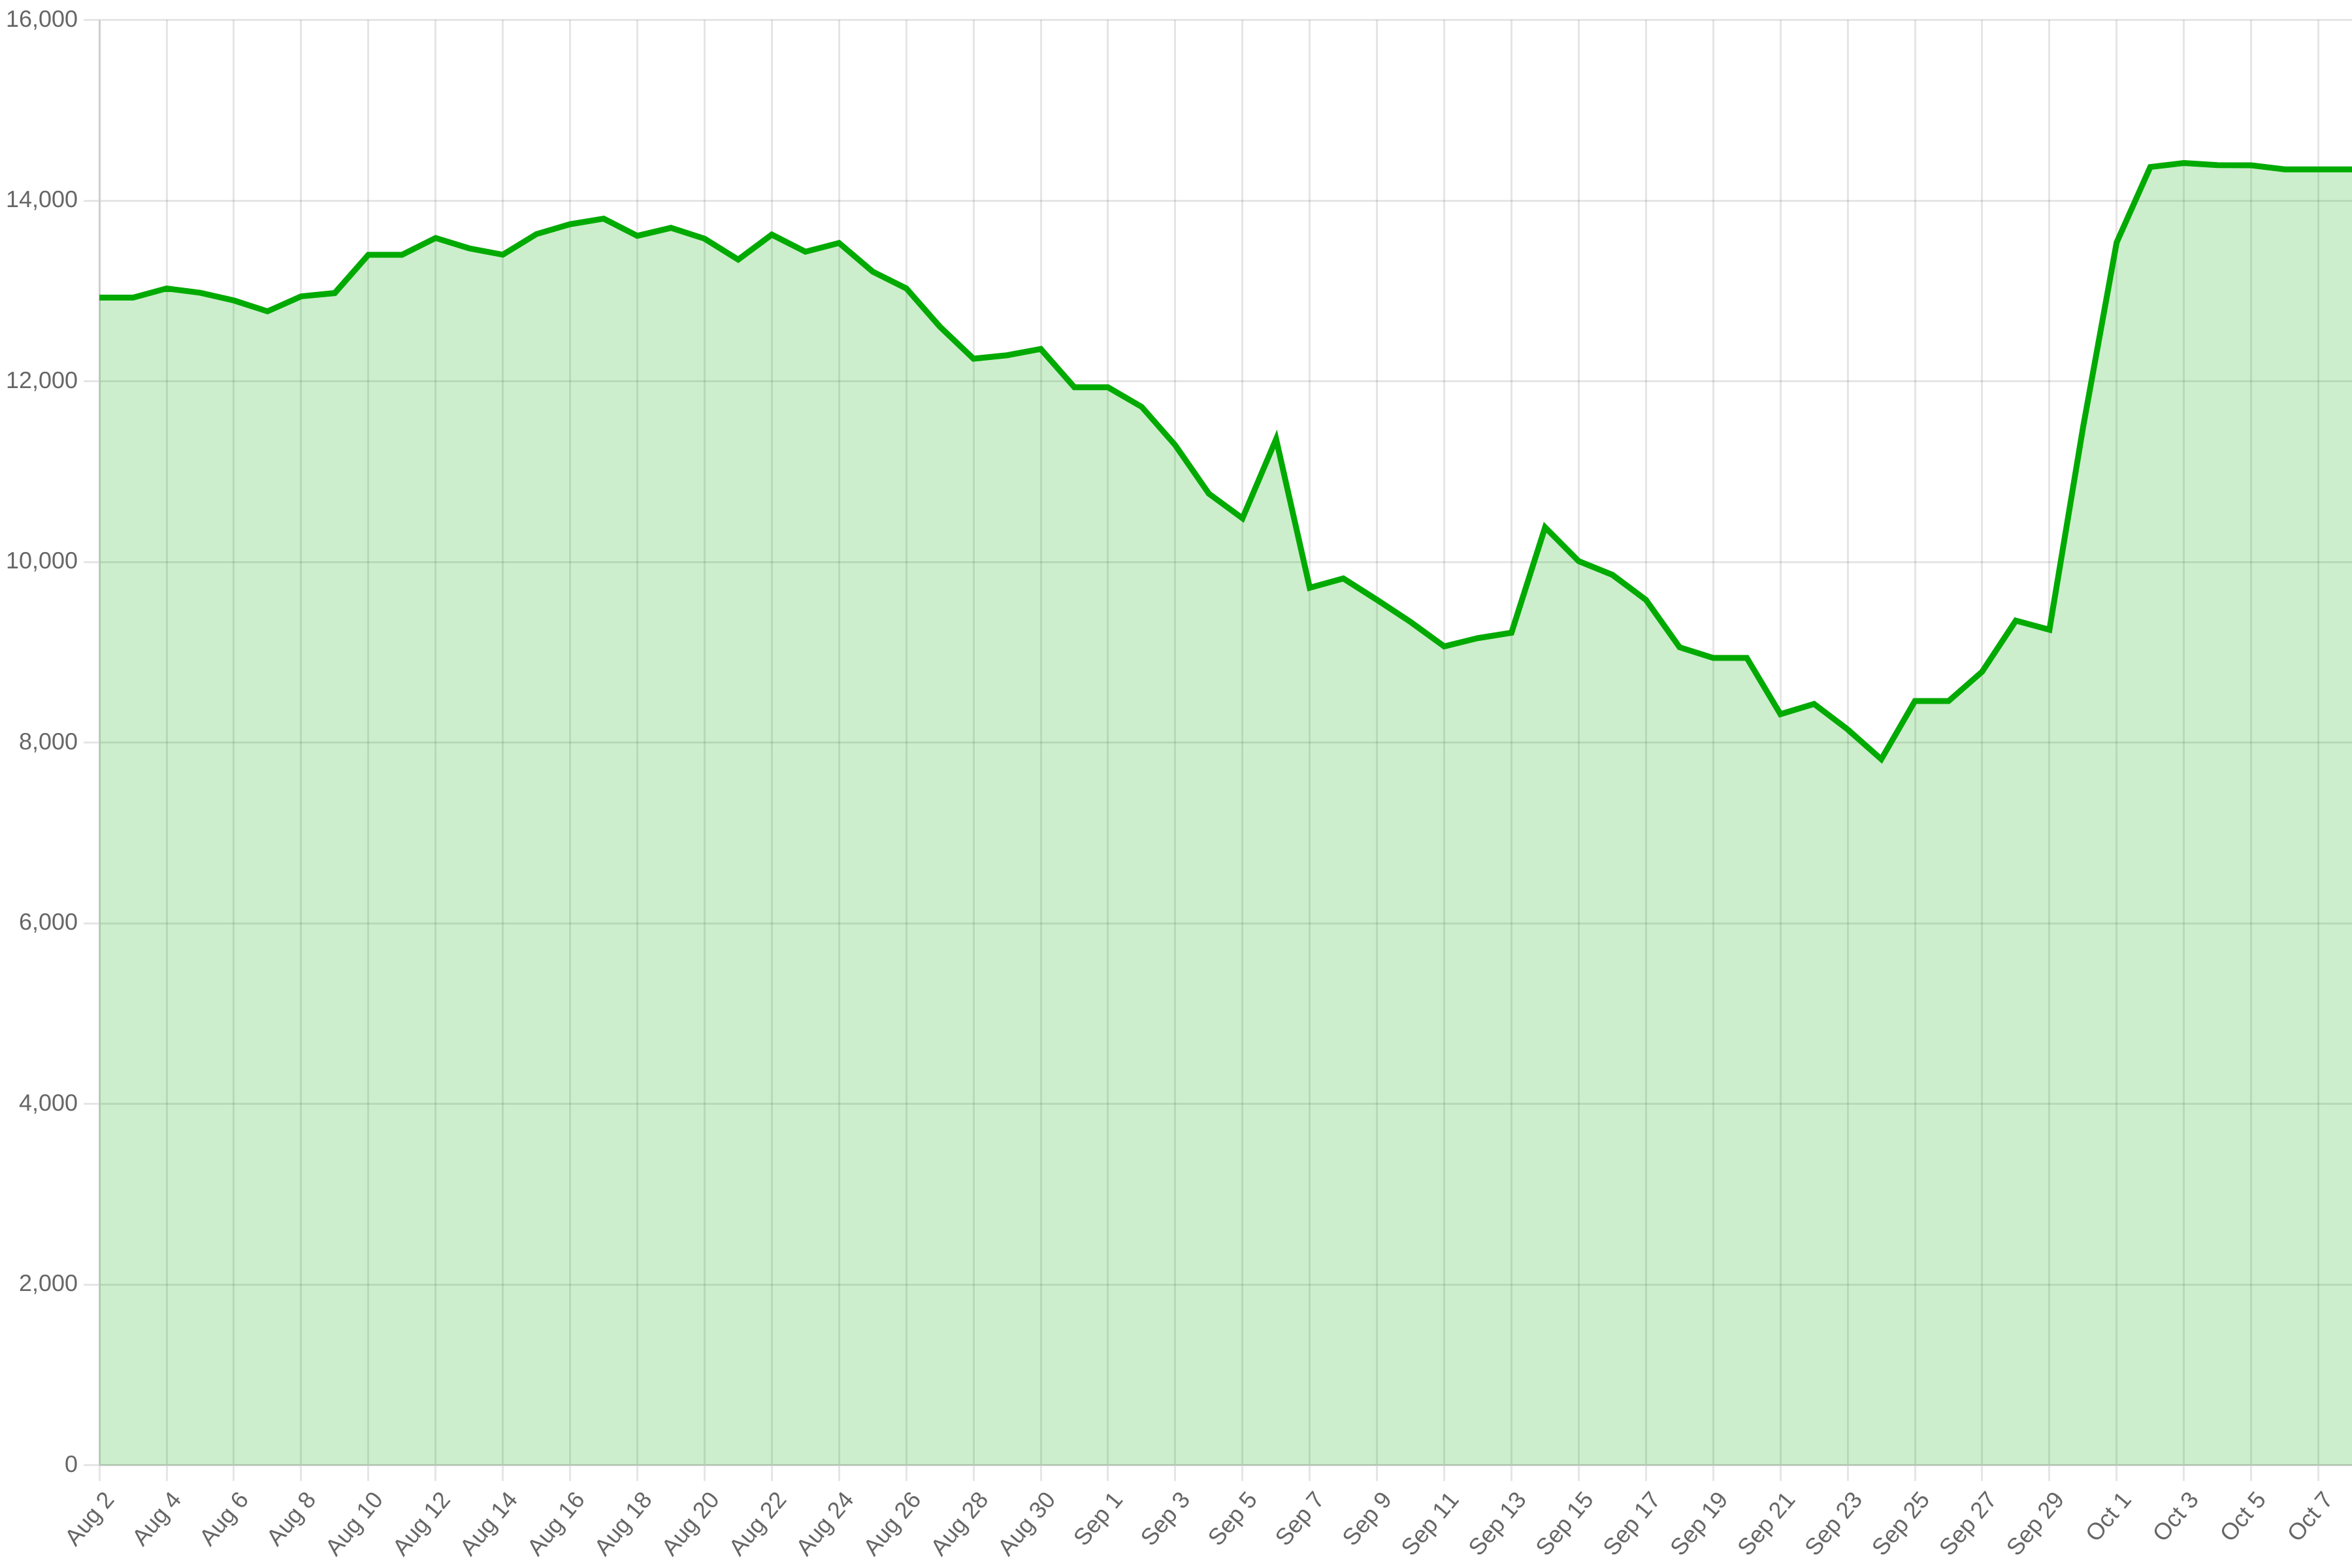 16,000
14,000
12,000
10,000
8,000
6,000
4,000
2,000
0
Aug 2
Aug 4
Aug 6
Aug 8
Aug 10
Aug 12
Aug 14
Aug 16
Aug 18
Aug 20
Aug 22
Aug 24
Aug 26
Aug 28
Aug 30
Sep 1
Sep 3
Sep 5
Sep 7
Sep 9
Sep 11
Sep 13
Sep 15
Sep 17
Sep 19
Sep 21
Sep 23
Sep 25
Sep 27
Sep 29
Oct 1
Oct 3
Oct 5
Oct 7